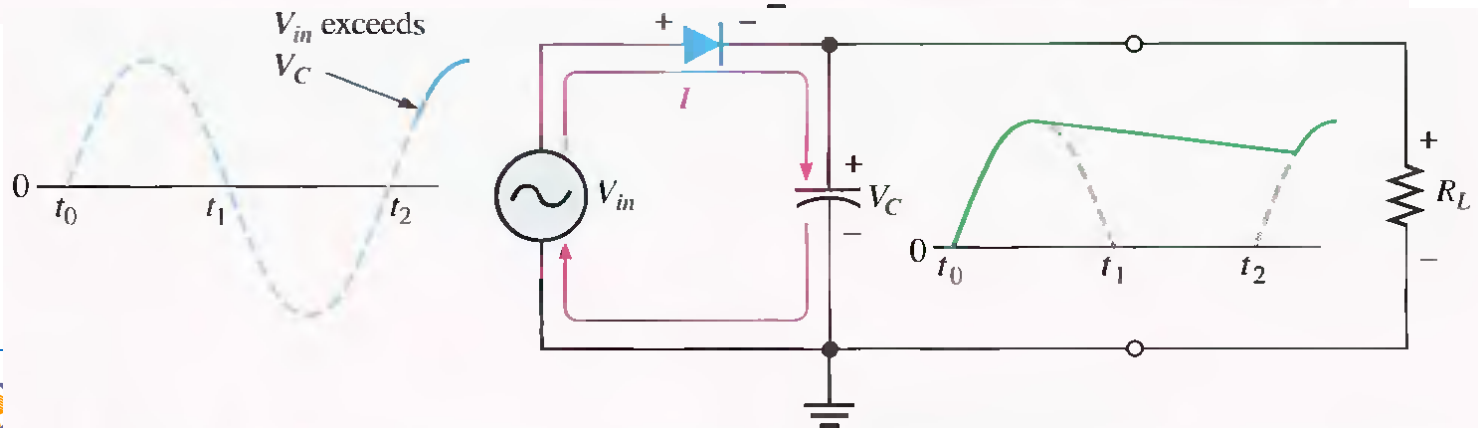 V_in exceeds
V_C
0
t_0
t_1
t_2
+ −
I
V_in
+
V_C
−
0
t_0
t_1
t_2
+
R_L
−